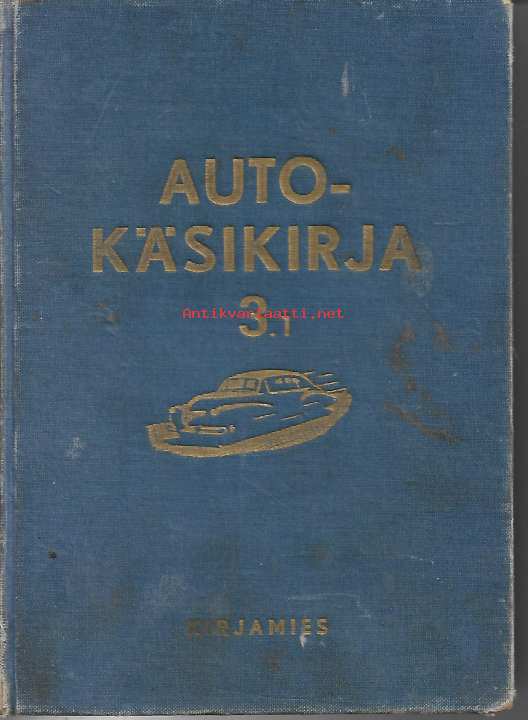 AUTO-
KÄSIKIRJA
3.1
Antikvariaatti.net
KIRJAMIES